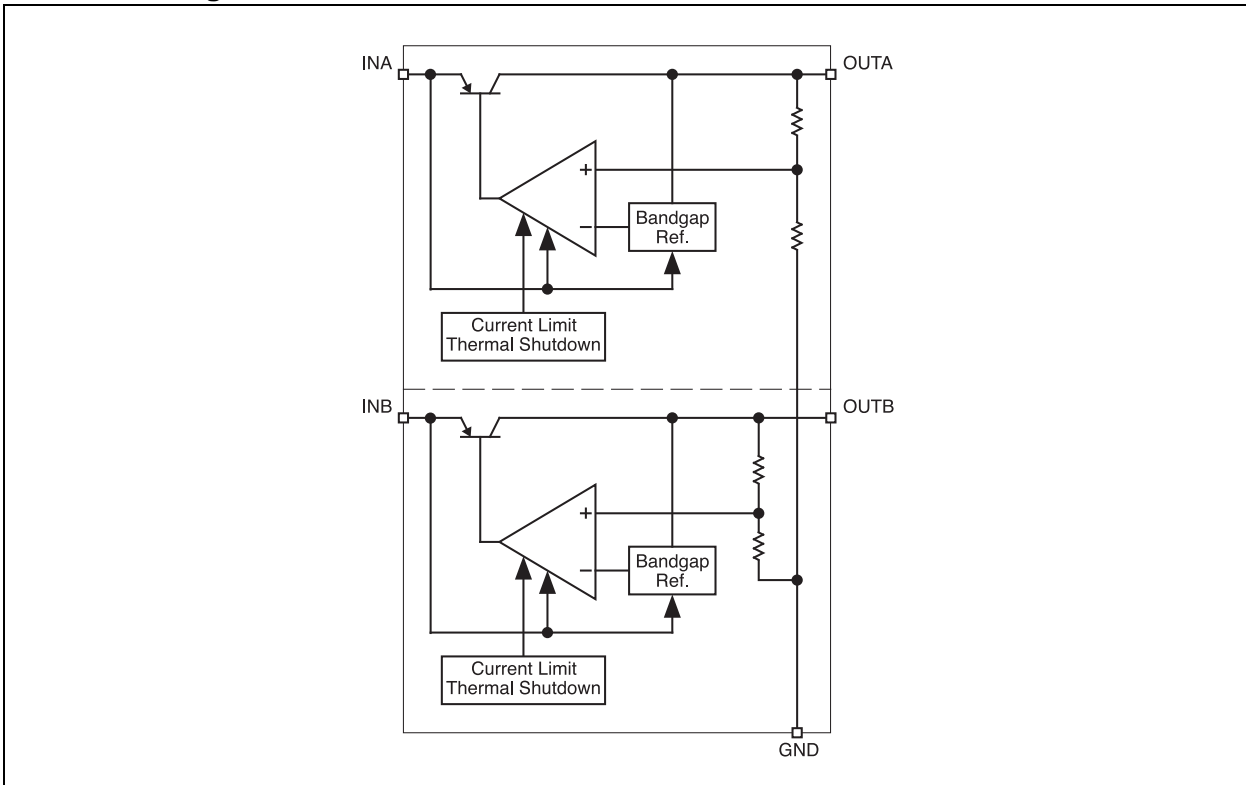 INA
OUTA
+
−
Bandgap
Ref.
Current Limit
Thermal Shutdown
INB
OUTB
+
−
Bandgap
Ref.
Current Limit
Thermal Shutdown
GND